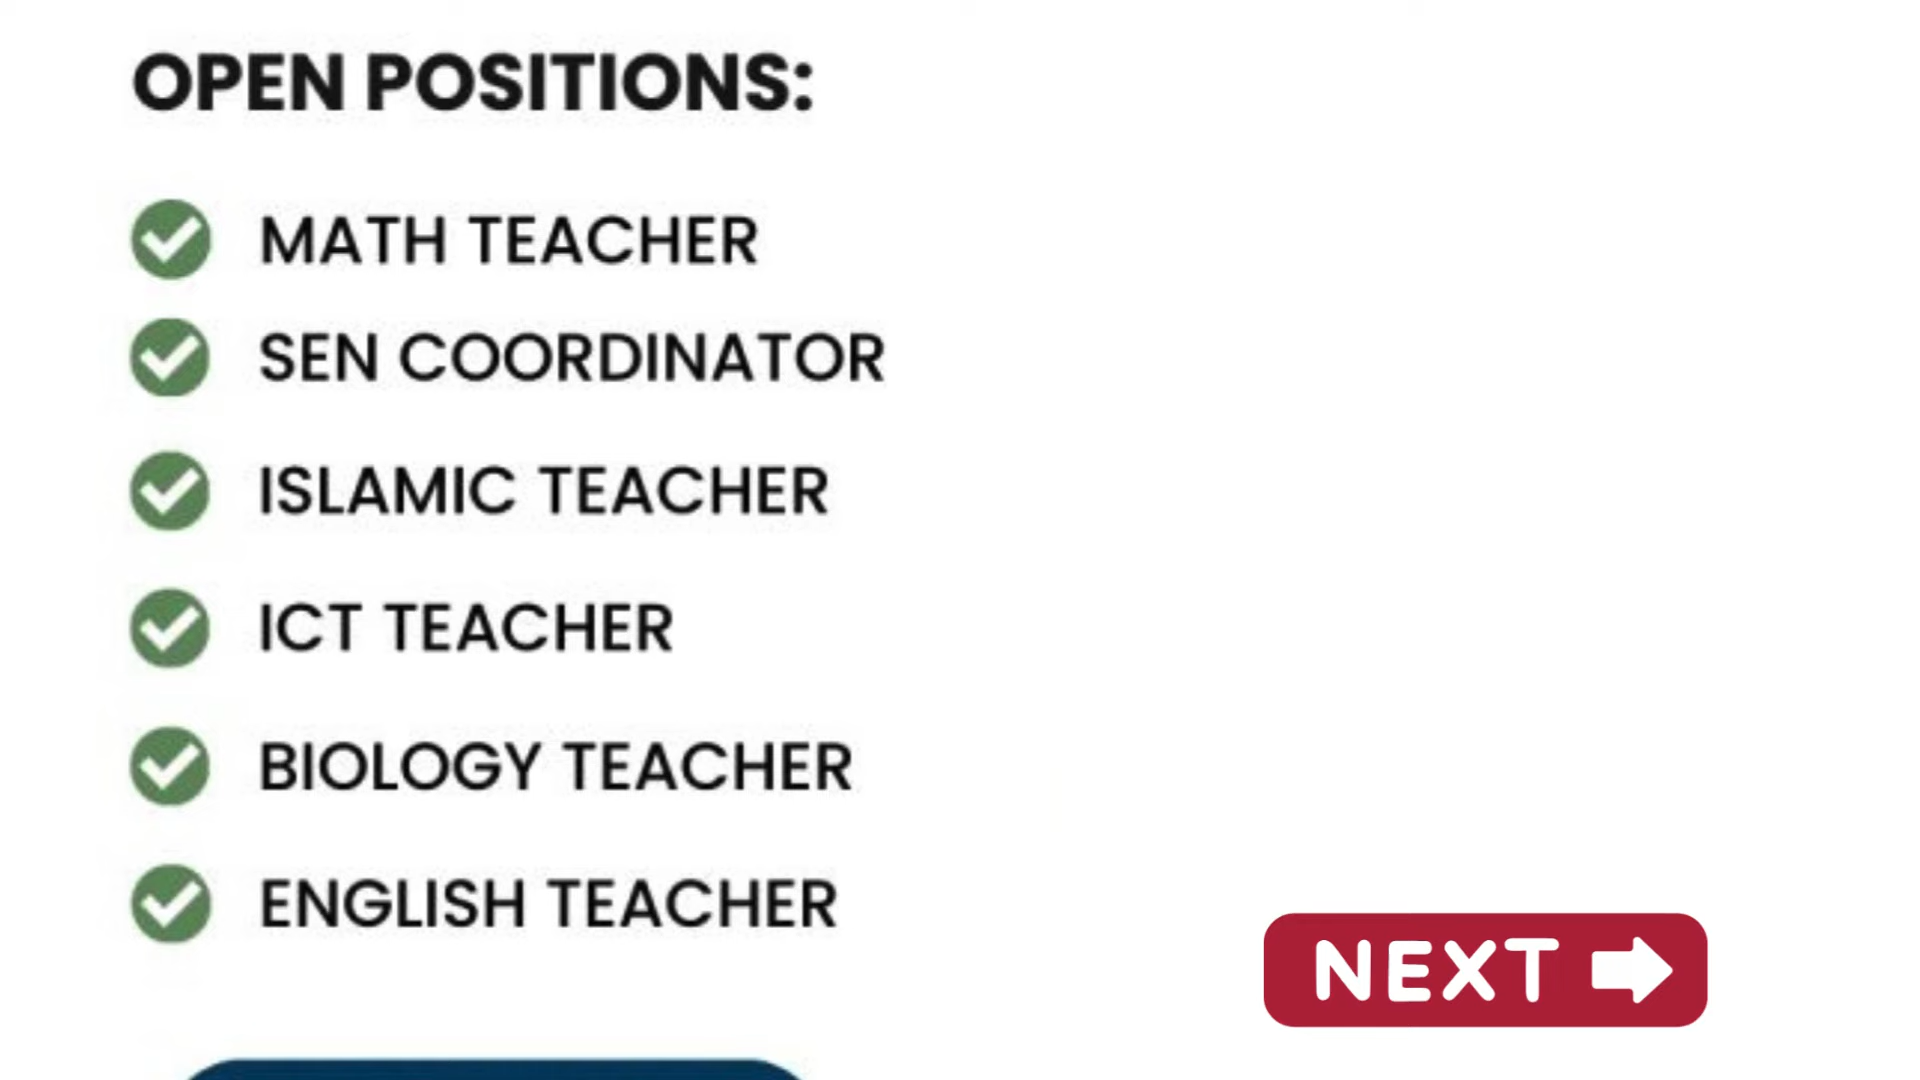 OPEN POSITIONS:
MATH TEACHER
SEN COORDINATOR
ISLAMIC TEACHER
ICT TEACHER
BIOLOGY TEACHER
ENGLISH TEACHER
NEXT